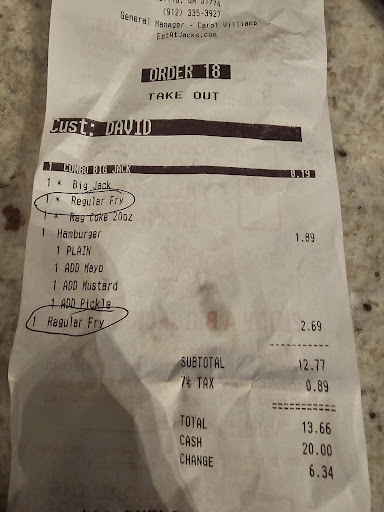 GA 31774
(912) 335-3927
General Manager - Carol Williams
EatAtJacks.com
ORDER 18
TAKE OUT
Cust: DAVID
1 COMBO BIG JACK 8.19
1 * Big Jack
1 * Regular Fry
1 * Reg Coke 20oz
1 Hamburger 1.89
1 PLAIN
1 ADD Mayo
1 ADD Mustard
1 ADD Pickle
1 Regular Fry 2.69
SUBTOTAL 12.77
7% TAX 0.89
TOTAL 13.66
CASH 20.00
CHANGE 6.34